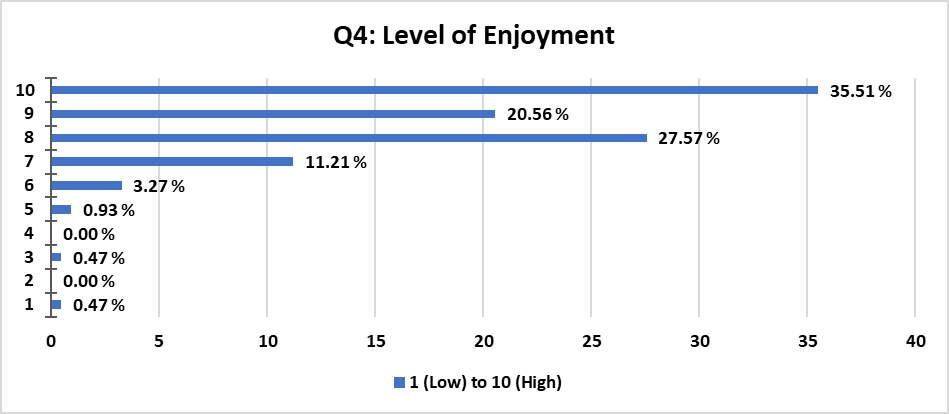 Q4: Level of Enjoyment
10 35.51 %
9 20.56 %
8 27.57 %
7 11.21 %
6 3.27 %
5 0.93 %
4 0.00 %
3 0.47 %
2 0.00 %
1 0.47 %
0 5 10 15 20 25 30 35 40
1 (Low) to 10 (High)